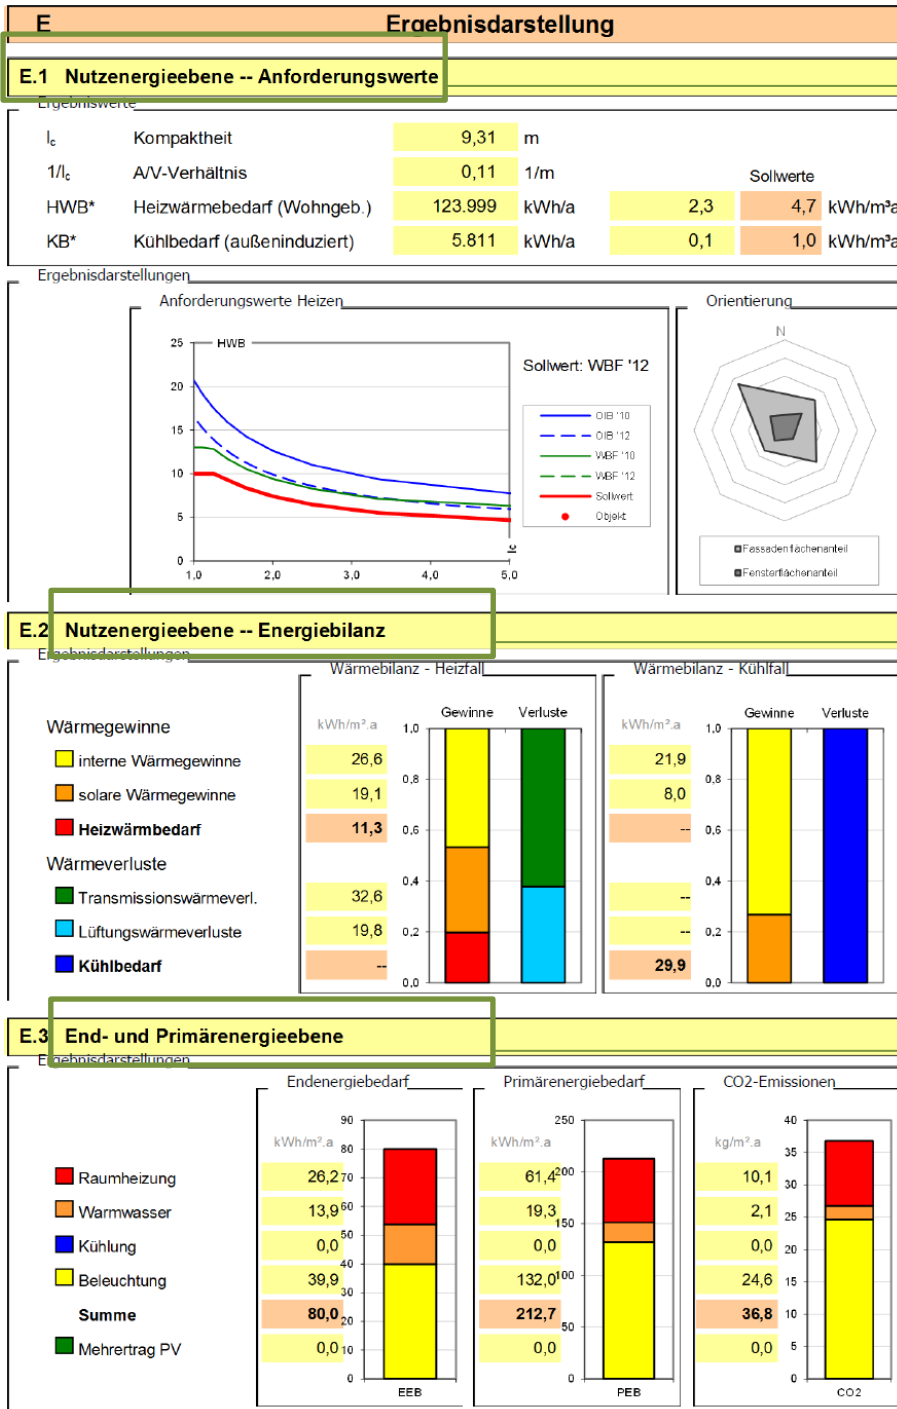 E Ergebnisdarstellung
E.1 Nutzenergieebene -- Anforderungswerte
Ergebniswerte
lc Kompaktheit 9,31 m
1/lc A/V-Verhältnis 0,11 1/m Sollwerte
HWB* Heizwärmebedarf (Wohngeb.) 123.999 kWh/a 2,3 4,7 kWh/m³a
KB* Kühlbedarf (außeninduziert) 5.811 kWh/a 0,1 1,0 kWh/m³a
Ergebnisdarstellungen
Anforderungswerte Heizen
25 HWB
20
15
10
5
0
1,0 2,0 3,0 4,0 5,0
lc
Sollwert: WBF '12
OIB '10
OIB '12
WBF '10
WBF '12
Sollwert
Objekt
Orientierung
N
Fassadenflächenanteil
Fensterflächenanteil
E.2 Nutzenergieebene -- Energiebilanz
Ergebnisdarstellungen
Wärmebilanz - Heizfall Wärmebilanz - Kühlfall
kWh/m².a Gewinne Verluste kWh/m².a Gewinne Verluste
1,0 1,0
0,8 0,8
0,6 0,6
0,4 0,4
0,2 0,2
0,0 0,0
Wärmegewinne
interne Wärmegewinne 26,6 21,9
solare Wärmegewinne 19,1 8,0
Heizwärmbedarf 11,3 --
Wärmeverluste
Transmissionswärmeverl. 32,6 --
Lüftungswärmeverluste 19,8 --
Kühlbedarf -- 29,9
E.3 End- und Primärenergieebene
Ergebnisdarstellungen
Endenergiebedarf Primärenergiebedarf CO2-Emissionen
kWh/m².a kWh/m².a kg/m².a
Raumheizung 26,2 61,4 10,1
Warmwasser 13,9 19,3 2,1
Kühlung 0,0 0,0 0,0
Beleuchtung 39,9 132,0 24,6
Summe 80,0 212,7 36,8
Mehrertrag PV 0,0 0,0 0,0
90
80
70
60
50
40
30
20
10
0
EEB
250
200
150
100
50
0
PEB
40
35
30
25
20
15
10
5
0
CO2